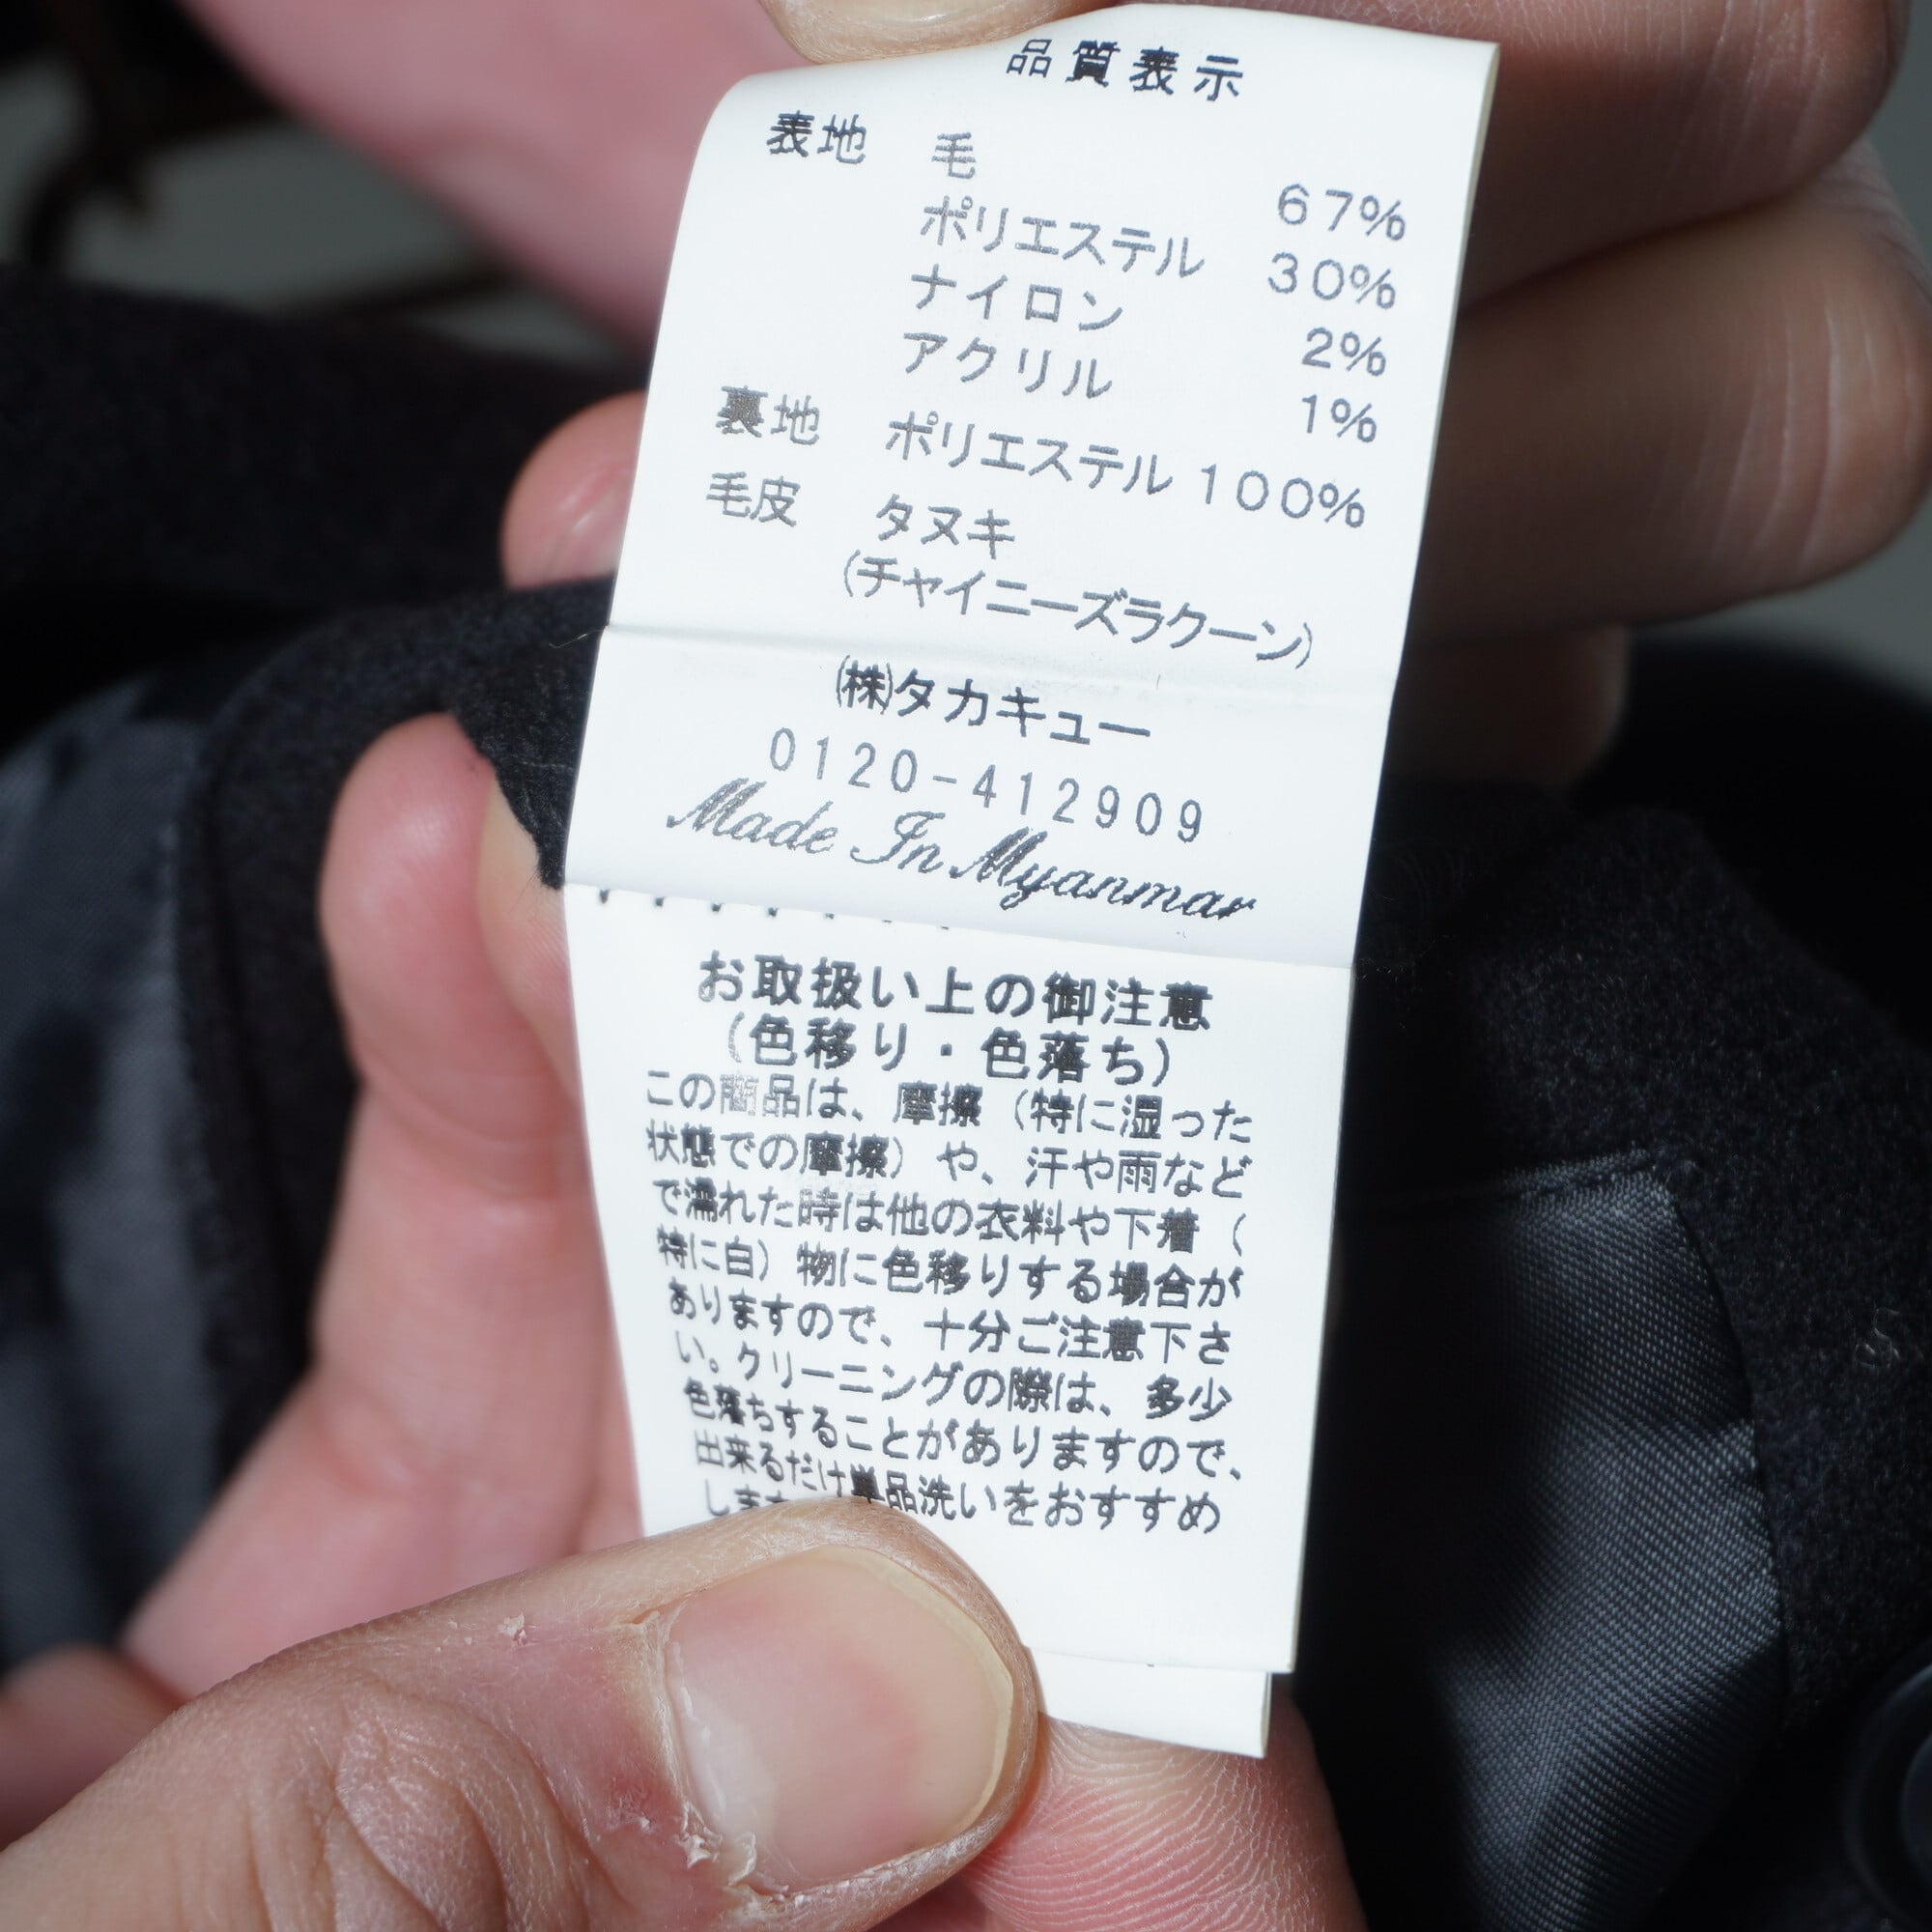 品質表示
表地 毛 67%
ポリエステル 30%
ナイロン 2%
アクリル 1%
裏地 ポリエステル 100%
毛皮 タヌキ
(チャイニーズラクーン)
(株)タカキュー
0120-412909
Made In Myanmar
お取扱い上の御注意
(色移り・色落ち)
この商品は、摩擦(特に湿った
状態での摩擦)や、汗や雨など
で濡れた時は他の衣料や下着(
特に白)物に色移りする場合が
ありますので、十分ご注意下さ
い。クリーニングの際は、多少
色落ちすることがありますので、
出来るだけ単品洗いをおすすめ
しま